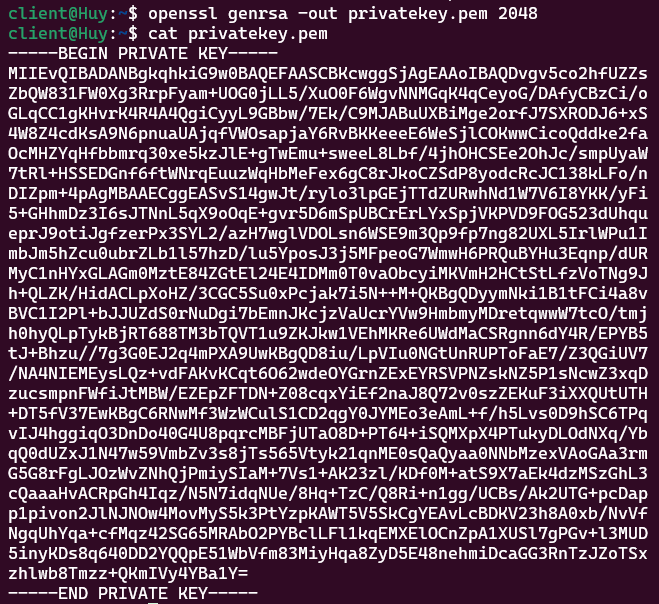 client@Huy:~$ openssl genrsa -out privatekey.pem 2048
client@Huy:~$ cat privatekey.pem
-----BEGIN PRIVATE KEY-----
MIIEvQIBADANBgkqhkiG9w0BAQEFAASCBKcwggSjAgEAAoIBAQDvgv5co2hfUZZs
ZbQW831FW0Xg3RrpFyam+UOG0jLL5/XuO0F6WgvNNMGqK4qCeyoG/DAfyCBzCi/o
GLqCC1gKHvrK4R4A4QgiCyyL9GBbw/7Ek/C9MJABuUXBiMge2orfJ7SXRODJ6+xS
4W8Z4cdKsA9N6pnuaUAjqfVWOsapjaY6RvBKKeeeE6WeSjlCOKwwCicoQddke2fa
OcMHZYqHfbbmrq30xe5kzJlE+gTwEmu+sweeL8Lbf/4jhOHCSEe2OhJc/smpUyaW
7tRl+HSSEDGnf6ftWNrqEuuzWqHbMeFex6gC8rJkoCZSdP8yodcRcJC138kLFo/n
DIZpm+4pAgMBAAECggEASvS14gwJt/rylo3lpGEjTTdZURwhNd1W7V6I8YKK/yFi
5+GHhmDz3I6sJTNnL5qX9oOqE+gvr5D6mSpUBCrErLYxSpjVKPVD9FOG523dUhqu
eprJ9otiJgfzerPx3SYL2/azH7wglVDOLsn6WSE9m3Qp9fp7ng82UXL5IrlWPu1I
mbJm5hZcu0ubrZLb1l57hzD/lu5YposJ3j5MFpeoG7WmwH6PRQuBYHu3Eqnp/dUR
MyC1nHYxGLAGm0MztE84ZGtEl24E4IDMm0T0vaObcyiMKVmH2HCtStLfzVoTNg9J
h+QLZK/HidACLpXoHZ/3CGC5Su0xPcjak7i5N++M+QKBgQDyymNki1B1tFCi4a8v
BVC1I2Pl+bJJUZdS0rNuDgi7bEmnJKcjzVaUcrYVw9HmbmyMDretqwwW7tcO/tmj
h0hyQLpTykBjRT688TM3bTQVT1u9ZKJkw1VEhMKRe6UWdMaCSRgnn6dY4R/EPYB5
tJ+Bhzu//7g3G0EJ2q4mPXA9UwKBgQD8iu/LpVIu0NGtUnRUPToFaE7/Z3QGiUV7
/NA4NIEMEysLQz+vdFAKvKCqt6O62wdeOYGrnZExEYRSVPNZskNZ5P1sNcwZ3xqD
zucsmpnFWfiJtMBW/EZEpZFTDN+Z08cqxYiEf2naJ8Q72v0szZEKuF3iXXQUtUTH
+DT5fV37EwKBgC6RNwMf3WzWCulS1CD2qgY0JYMEo3eAmL+f/h5Lvs0D9hSC6TPq
vIJ4hggiqO3DnDo40G4U8pqrcMBFjUTaO8D+PT64+iSQMXpX4PTukyDLOdNXq/Yb
qQ0dUZxJ1N47w59VmbZv3s8jTs565Vtyk21qnME0sQaQyaa0NNbMzexVAoGAa3rm
G5G8rFgLJOzWvZNhQjPmiySIaM+7Vs1+AK23zl/KDf0M+atS9X7aEk4dzMSzGhL3
cQaaaHvACRpGh4Iqz/N5N7idqNUe/8Hq+TzC/Q8Ri+n1gg/UCBs/Ak2UTG+pcDap
p1pivon2JlNJNOw4MovMyS5k3PtYzpkAWT5V5SkCgYEAvLcBDKV23h8A0xb/NvVf
NgqUhYqa+cfMqz42SG65MRAbO2PYBclLFl1kqEMXElOCnZpA1XUSl7gPGv+l3MUD
5inyKDs8q640DD2YQQpE51WbVfm83MiyHqa8ZyD5E48nehmiDcaGG3RnTzJZoTSx
zhlwb8Tmzz+QKmIVy4YBa1Y=
-----END PRIVATE KEY-----